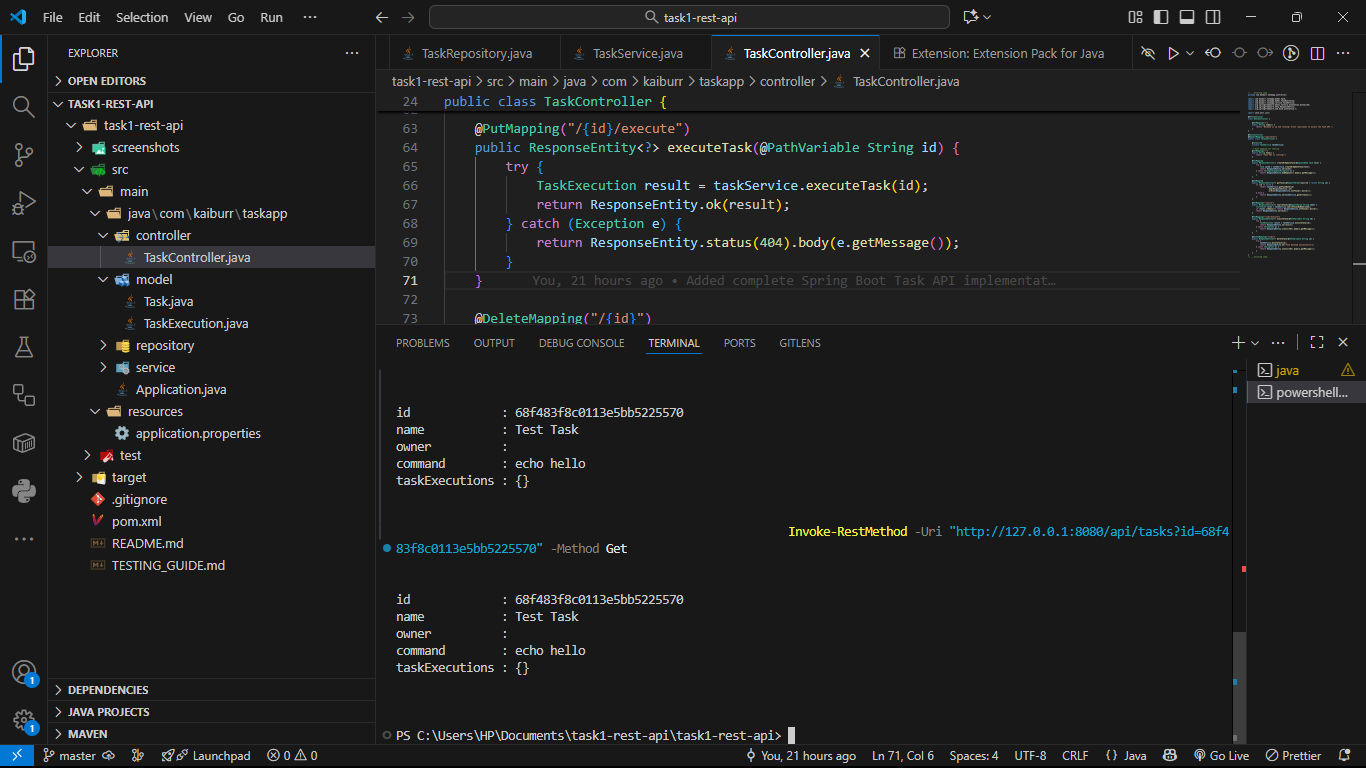 File Edit Selection View Go Run ··· task1-rest-api
EXPLORER ···
OPEN EDITORS
TASK1-REST-API
task1-rest-api
screenshots
src
main
java\com\kaiburr\taskapp
controller
TaskController.java
model
Task.java
TaskExecution.java
repository
service
Application.java
resources
application.properties
test
target
.gitignore
pom.xml
README.md
TESTING_GUIDE.md
DEPENDENCIES
JAVA PROJECTS
MAVEN
1
1
TaskRepository.java TaskService.java TaskController.java Extension: Extension Pack for Java
task1-rest-api > src > main > java > com > kaiburr > taskapp > controller > TaskController.java
24 public class TaskController {
63 @PutMapping("/{id}/execute")
64 public ResponseEntity<?> executeTask(@PathVariable String id) {
65 try {
66 TaskExecution result = taskService.executeTask(id);
67 return ResponseEntity.ok(result);
68 } catch (Exception e) {
69 return ResponseEntity.status(404).body(e.getMessage());
70 }
71 } You, 21 hours ago • Added complete Spring Boot Task API implementat…
72
73 @DeleteMapping("/{id}")
PROBLEMS OUTPUT DEBUG CONSOLE TERMINAL PORTS GITLENS
java
powershell...
id : 68f483f8c0113e5bb5225570
name : Test Task
owner :
command : echo hello
taskExecutions : {}
Invoke-RestMethod -Uri "http://127.0.0.1:8080/api/tasks?id=68f4
83f8c0113e5bb5225570" -Method Get
id : 68f483f8c0113e5bb5225570
name : Test Task
owner :
command : echo hello
taskExecutions : {}
PS C:\Users\HP\Documents\task1-rest-api\task1-rest-api>
master Launchpad 0 0 You, 21 hours ago Ln 71, Col 6 Spaces: 4 UTF-8 CRLF {} Java Go Live Prettier